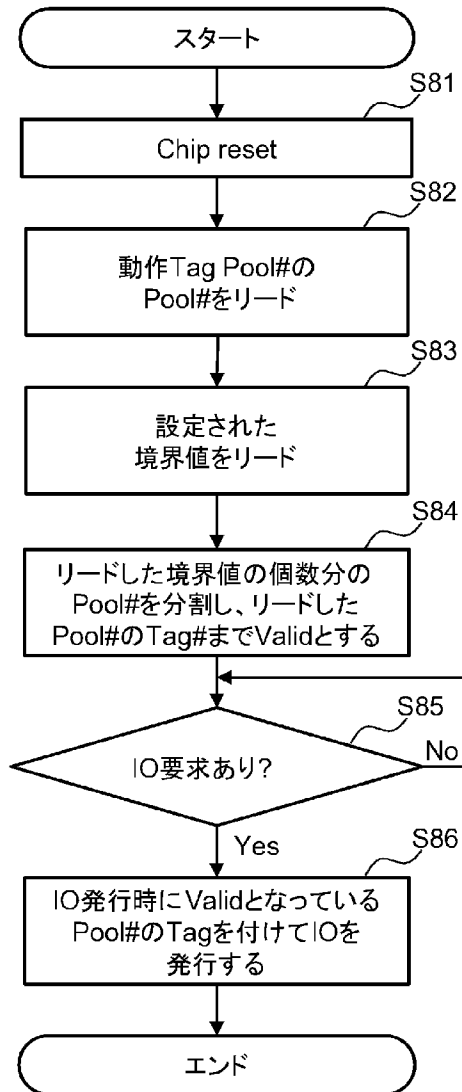 スタート
S81
Chip reset
S82
動作Tag Pool#の
Pool#をリード
S83
設定された
境界値をリード
S84
リードした境界値の個数分の
Pool#を分割し、リードした
Pool#のTag#までValidとする
S85
IO要求あり?
No
Yes
S86
IO発行時にValidとなっている
Pool#のTagを付けてIOを
発行する
エンド